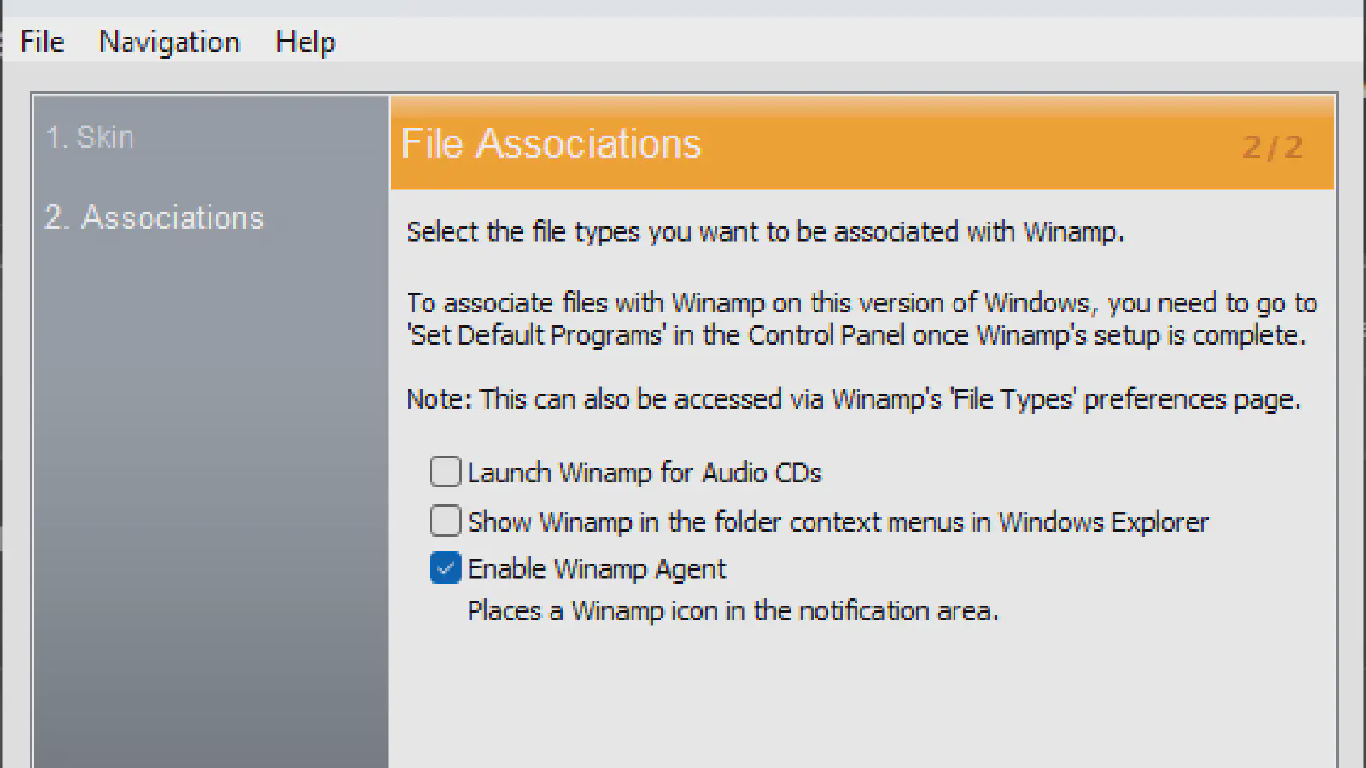 File Navigation Help
1. Skin
2. Associations
File Associations 2/2
Select the file types you want to be associated with Winamp.
To associate files with Winamp on this version of Windows, you need to go to
'Set Default Programs' in the Control Panel once Winamp's setup is complete.
Note: This can also be accessed via Winamp's 'File Types' preferences page.
Launch Winamp for Audio CDs
Show Winamp in the folder context menus in Windows Explorer
Enable Winamp Agent
Places a Winamp icon in the notification area.